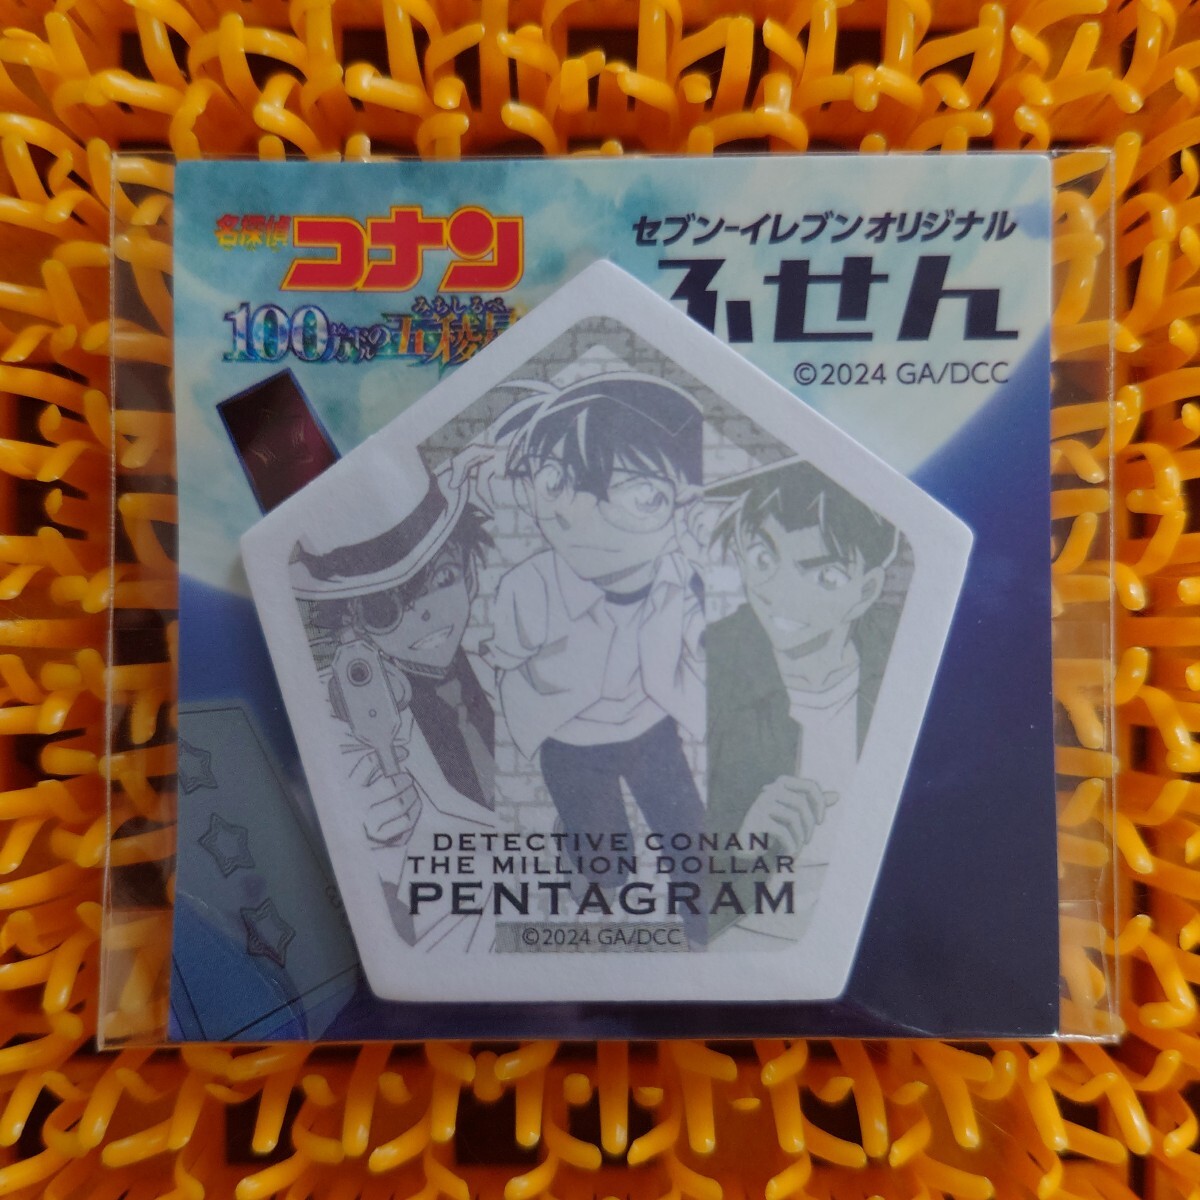 名探偵
コナン
みちしるべ
100万ドルの五稜星
セブン-イレブンオリジナル
ふせん
©2024 GA/DCC
DETECTIVE CONAN
THE MILLION DOLLAR
PENTAGRAM
©2024 GA/DCC